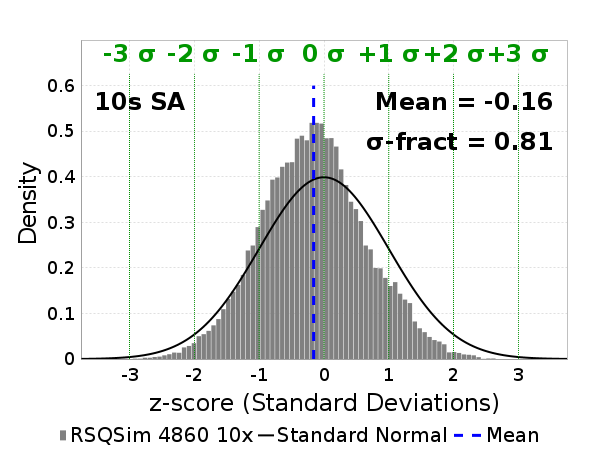 -3 σ -2 σ -1 σ 0 σ +1 σ +2 σ +3 σ
10s SA
Mean = -0.16
σ-fract = 0.81
0.6
0.5
0.4
0.3
0.2
0.1
0
Density
-3 -2 -1 0 1 2 3
z-score (Standard Deviations)
RSQSim 4860 10x Standard Normal Mean